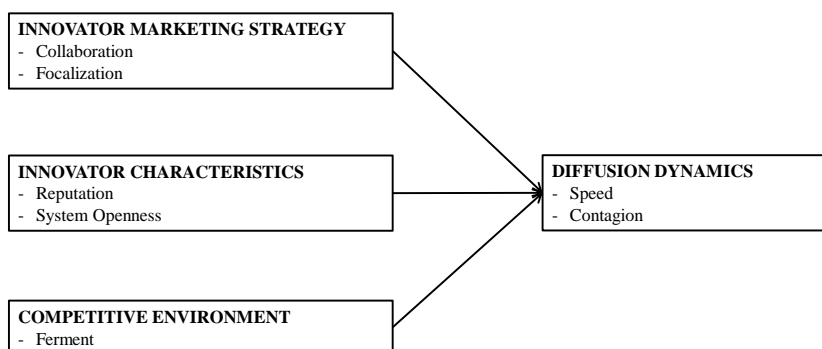 INNOVATOR MARKETING STRATEGY
- Collaboration
- Focalization
INNOVATOR CHARACTERISTICS
- Reputation
- System Openness
DIFFUSION DYNAMICS
- Speed
- Contagion
COMPETITIVE ENVIRONMENT
- Ferment